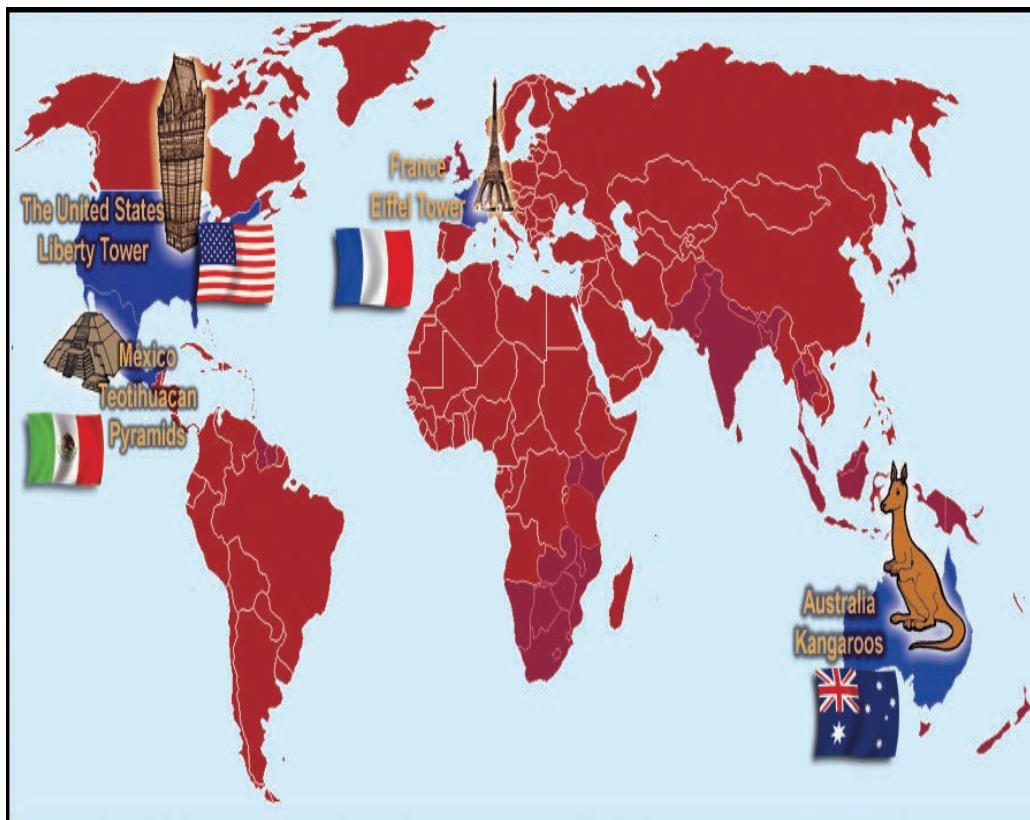 The United States
Liberty Tower
France
Eiffel Tower
México
Teotihuacan
Pyramids
Australia
Kangaroos